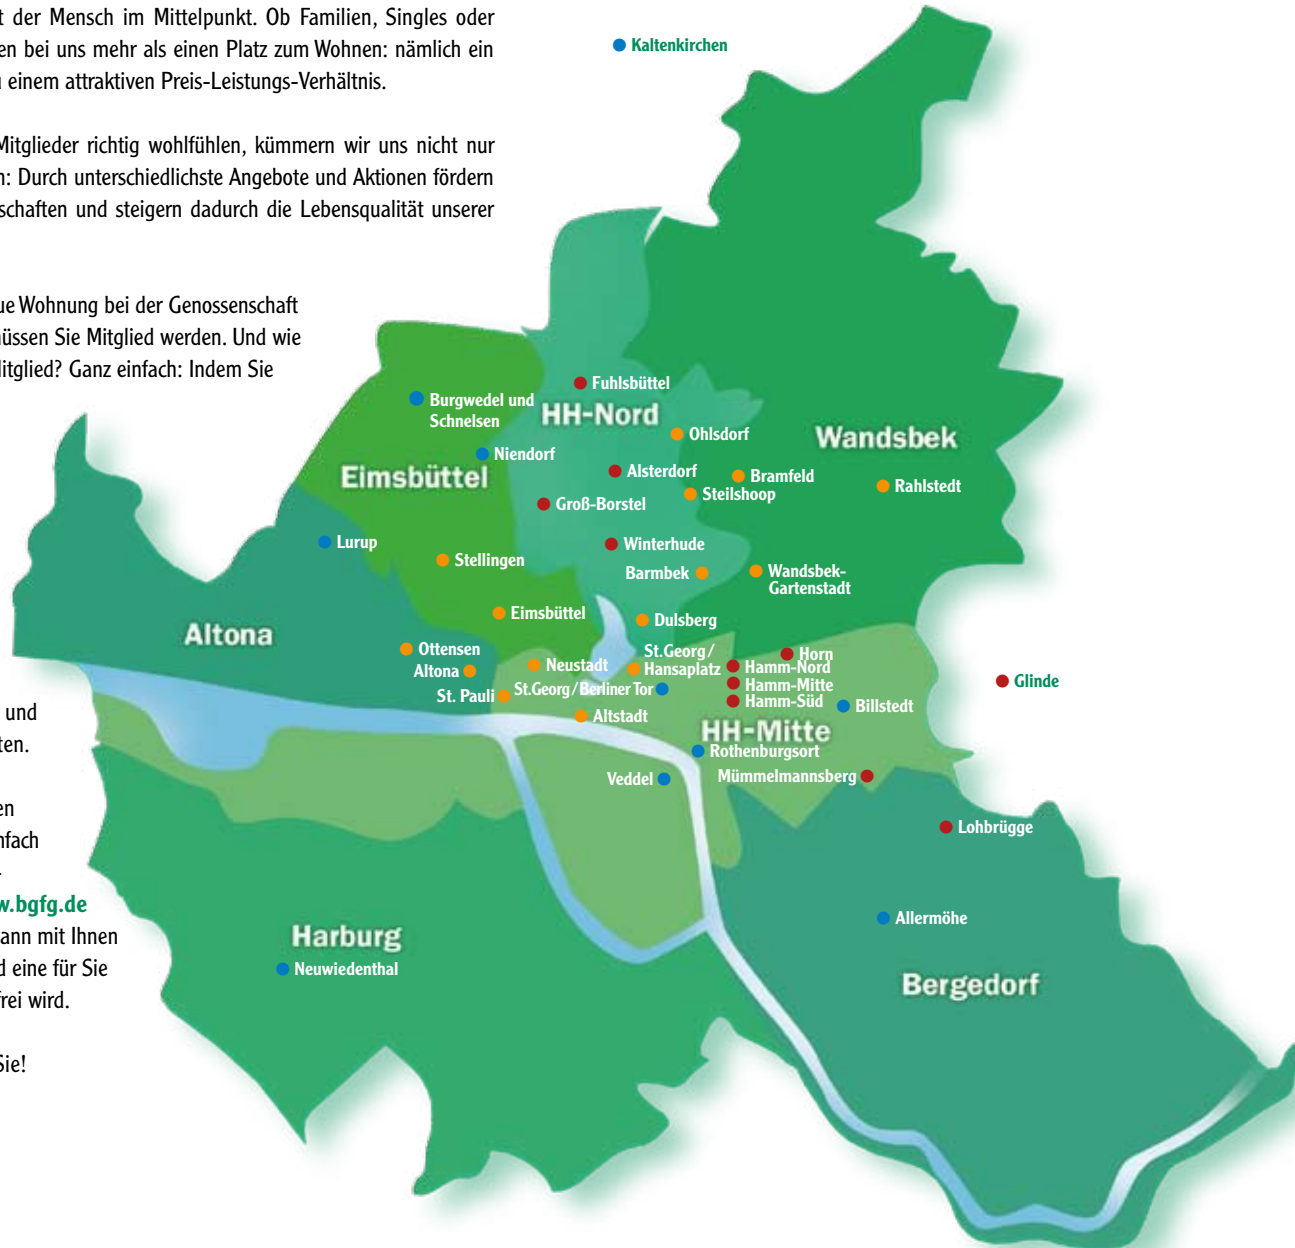 t der Mensch im Mittelpunkt. Ob Familien, Singles oder
en bei uns mehr als einen Platz zum Wohnen: nämlich ein
einem attraktiven Preis-Leistungs-Verhältnis.
Mitglieder richtig wohlfühlen, kümmern wir uns nicht nur
n: Durch unterschiedlichste Angebote und Aktionen fördern
schaften und steigern dadurch die Lebensqualität unserer
ue Wohnung bei der Genossenschaft
müssen Sie Mitglied werden. Und wie
Mitglied? Ganz einfach: Indem Sie
und
ten.
en
nfach
w.bgfg.de
ann mit Ihnen
d eine für Sie
frei wird.
Sie!
Kaltenkirchen
Fuhlsbüttel
Burgwedel und
Schnelsen
HH-Nord
Ohlsdorf
Wandsbek
Niendorf
Eimsbüttel
Alsterdorf
Bramfeld
Rahlstedt
Steilshoop
Groß-Borstel
Lurup
Winterhude
Stellingen
Barmbek
Wandsbek-
Gartenstadt
Eimsbüttel
Dulsberg
Altona
Ottensen
St.Georg/
Hansaplatz
Horn
Neustadt
Hamm-Nord
Altona
Glinde
Hamm-Mitte
St. Pauli
St.Georg/Berliner Tor
Hamm-Süd
Billstedt
Altstadt
HH-Mitte
Rothenburgsort
Veddel
Mümmelmannsberg
Lohbrügge
Allermöhe
Harburg
Neuwiedenthal
Bergedorf